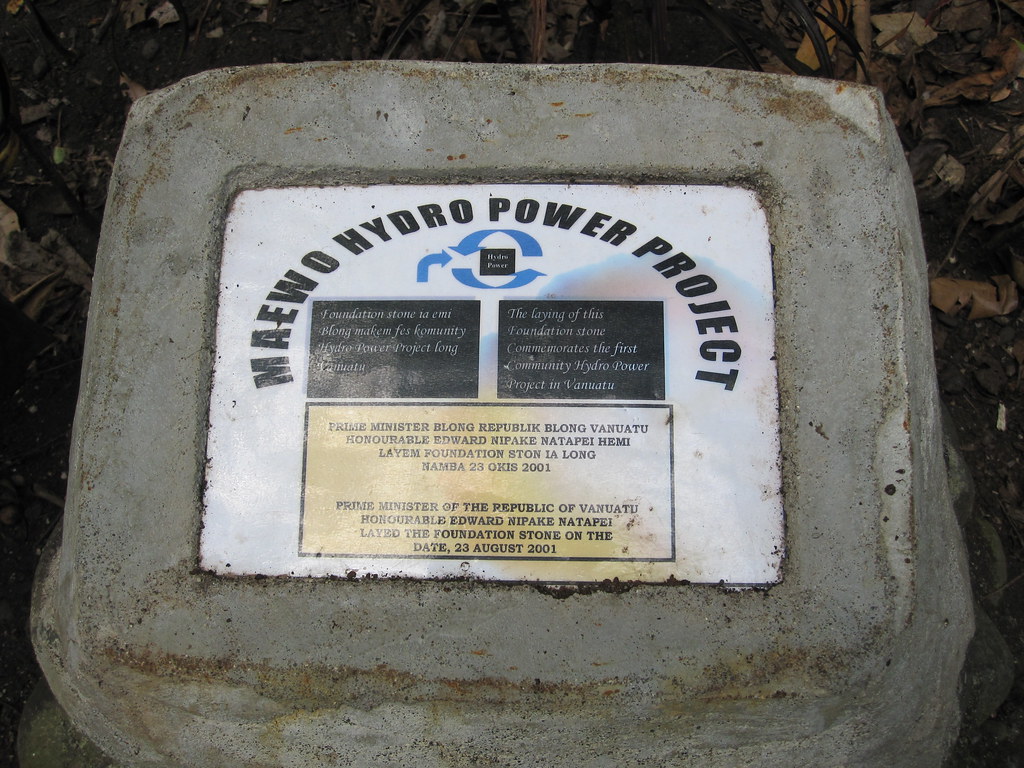 MAEWO HYDRO POWER PROJECT
Hydro
Power
Foundation stone ia emi
Blong makem fes komunity
Hydro Power Project long
Vanuatu
The laying of this
Foundation stone
Commemorates the first
Community Hydro Power
Project in Vanuatu
PRIME MINISTER BLONG REPUBLIK BLONG VANUATU
HONOURABLE EDWARD NIPAKE NATAPEI HEMI
LAYEM FOUNDATION STON IA LONG
NAMBA 23 OKIS 2001
PRIME MINISTER OF THE REPUBLIC OF VANUATU
HONOURABLE EDWARD NIPAKE NATAPEI
LAYED THE FOUNDATION STONE ON THE
DATE, 23 AUGUST 2001